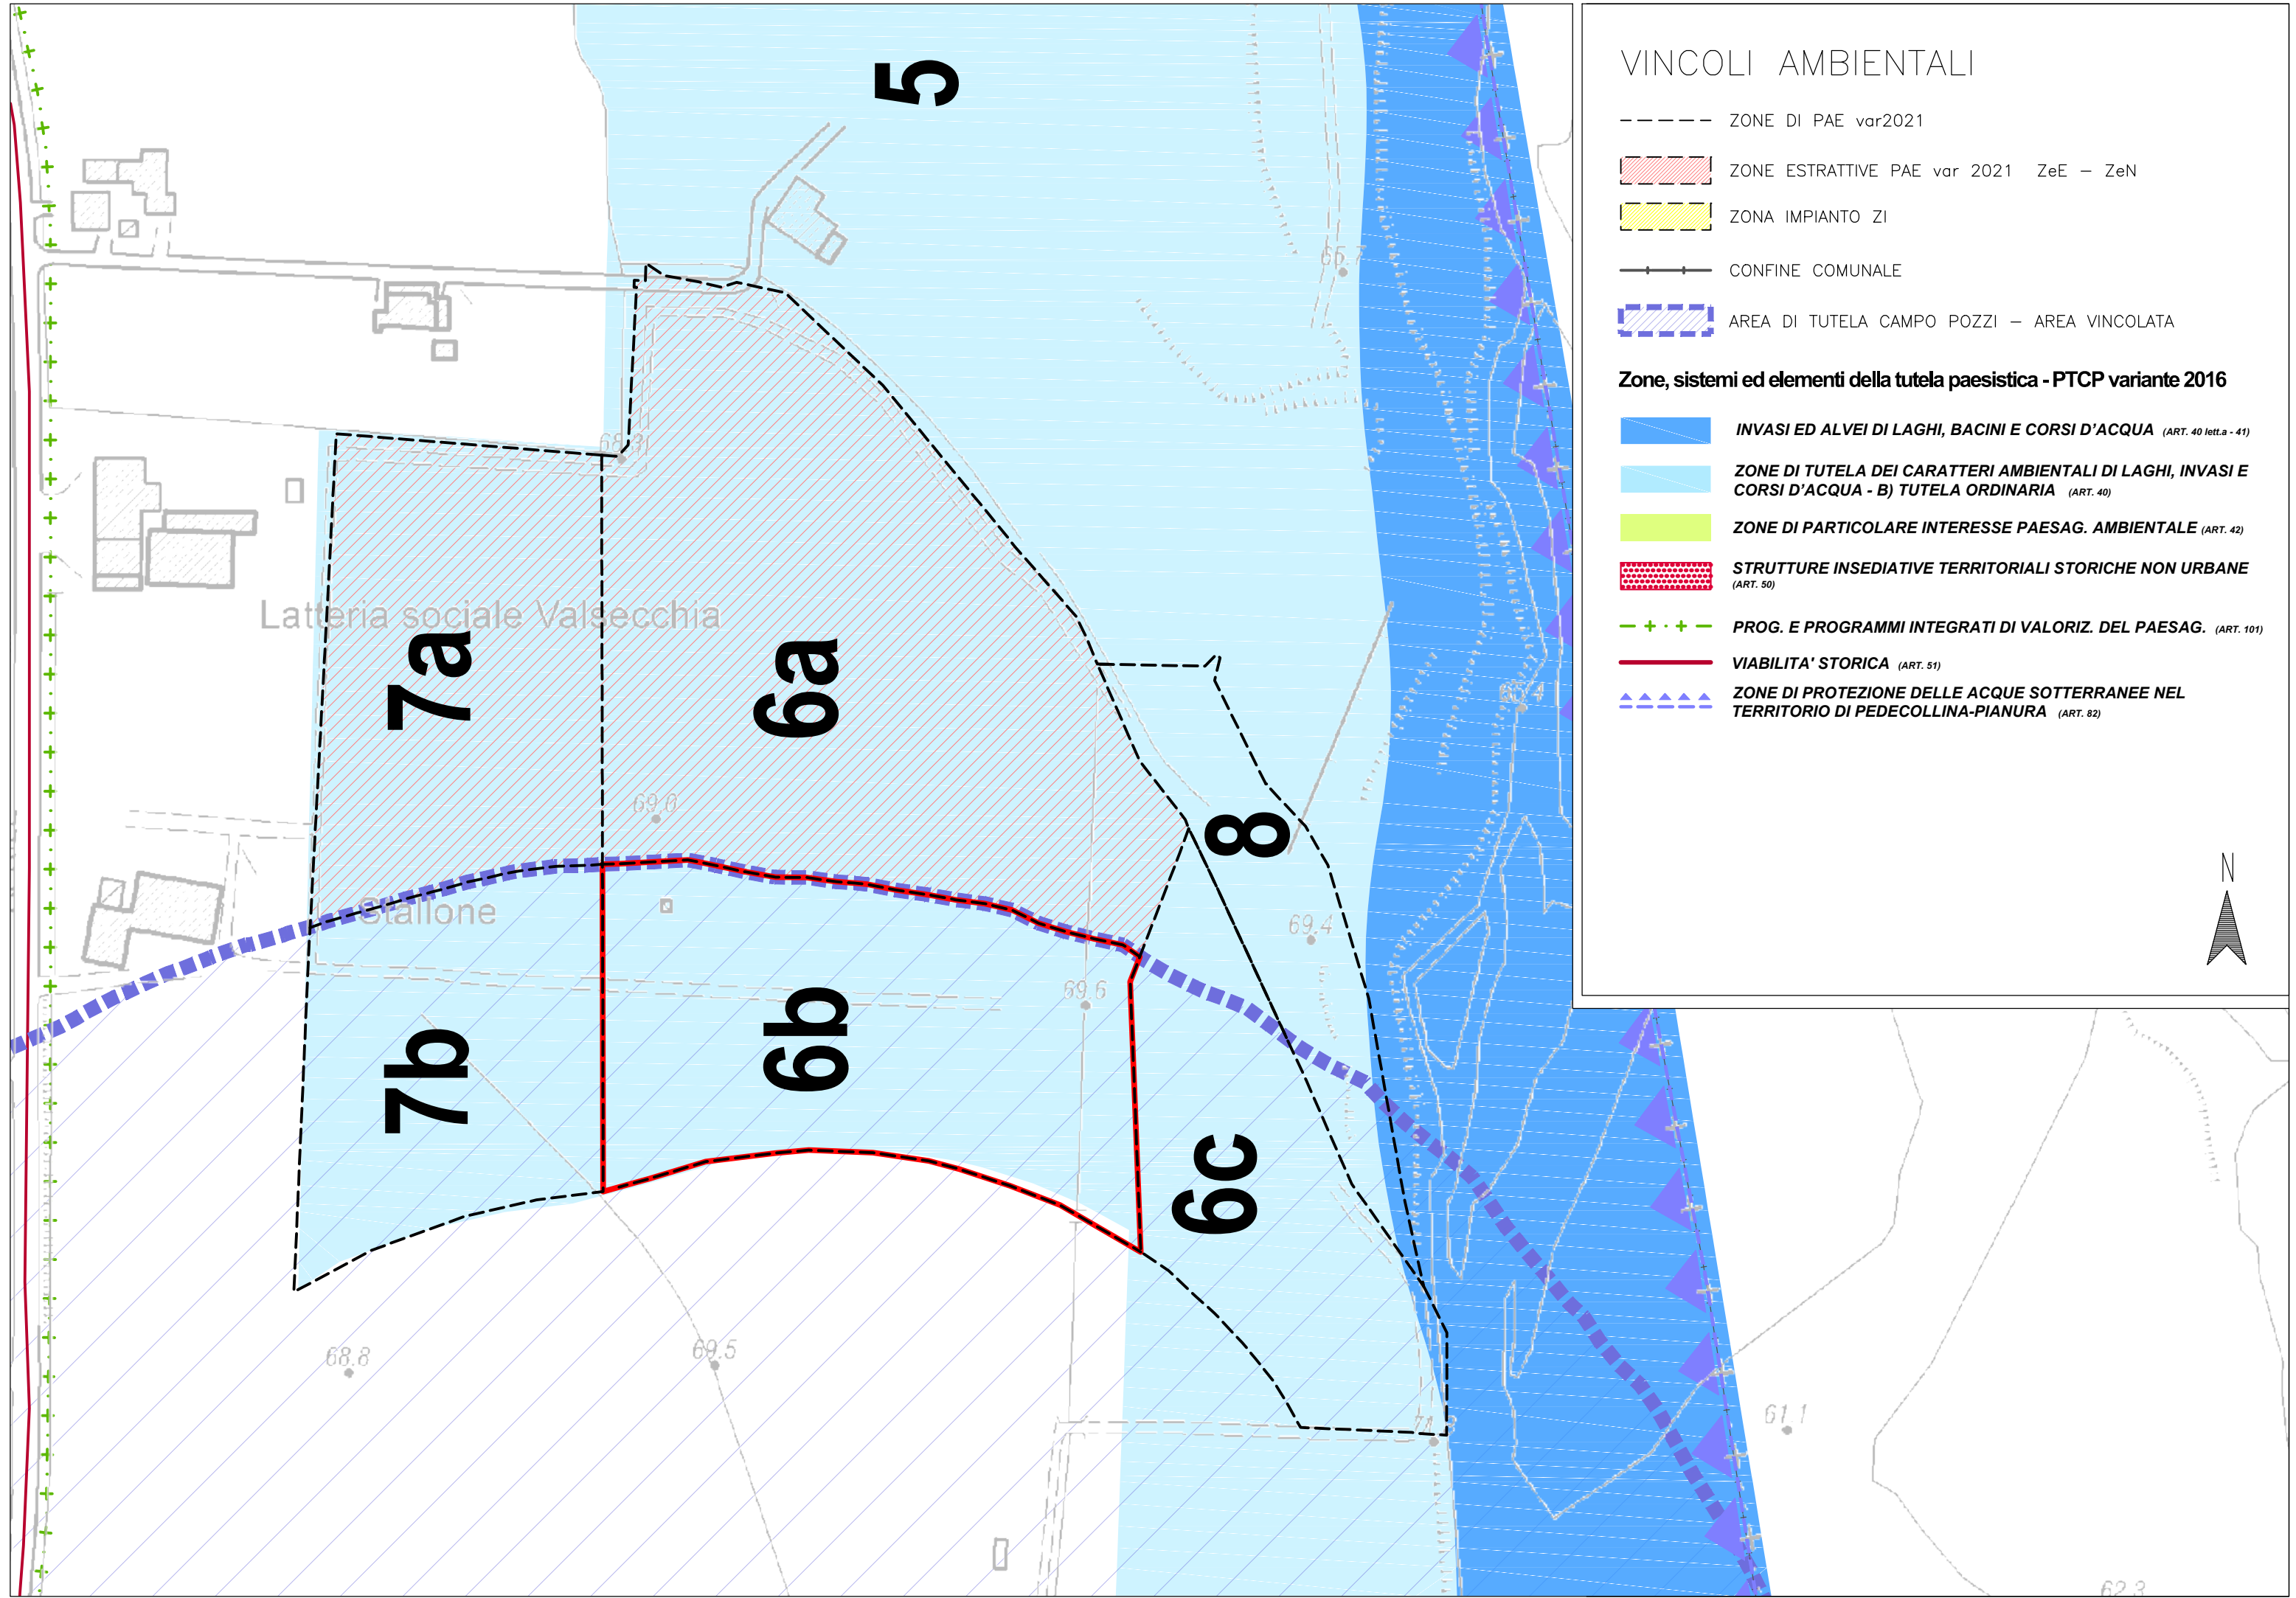 VINCOLI AMBIENTALI
ZONE DI PAE var2021
ZONE ESTRATTIVE PAE var 2021 ZeE – ZeN
ZONA IMPIANTO ZI
CONFINE COMUNALE
AREA DI TUTELA CAMPO POZZI – AREA VINCOLATA
Zone, sistemi ed elementi della tutela paesistica - PTCP variante 2016
INVASI ED ALVEI DI LAGHI, BACINI E CORSI D'ACQUA (ART. 40 lett.a - 41)
ZONE DI TUTELA DEI CARATTERI AMBIENTALI DI LAGHI, INVASI E
CORSI D'ACQUA - B) TUTELA ORDINARIA (ART. 40)
ZONE DI PARTICOLARE INTERESSE PAESAG. AMBIENTALE (ART. 42)
STRUTTURE INSEDIATIVE TERRITORIALI STORICHE NON URBANE
(ART. 50)
PROG. E PROGRAMMI INTEGRATI DI VALORIZ. DEL PAESAG. (ART. 101)
VIABILITA' STORICA (ART. 51)
ZONE DI PROTEZIONE DELLE ACQUE SOTTERRANEE NEL
TERRITORIO DI PEDECOLLINA-PIANURA (ART. 82)
N
5
65.7
68.3
Latteria sociale Valsecchia
7a
6a
69.0
8
Stallone
69.4
69.6
7b
6b
6c
68.8
69.5
61.1
62.3